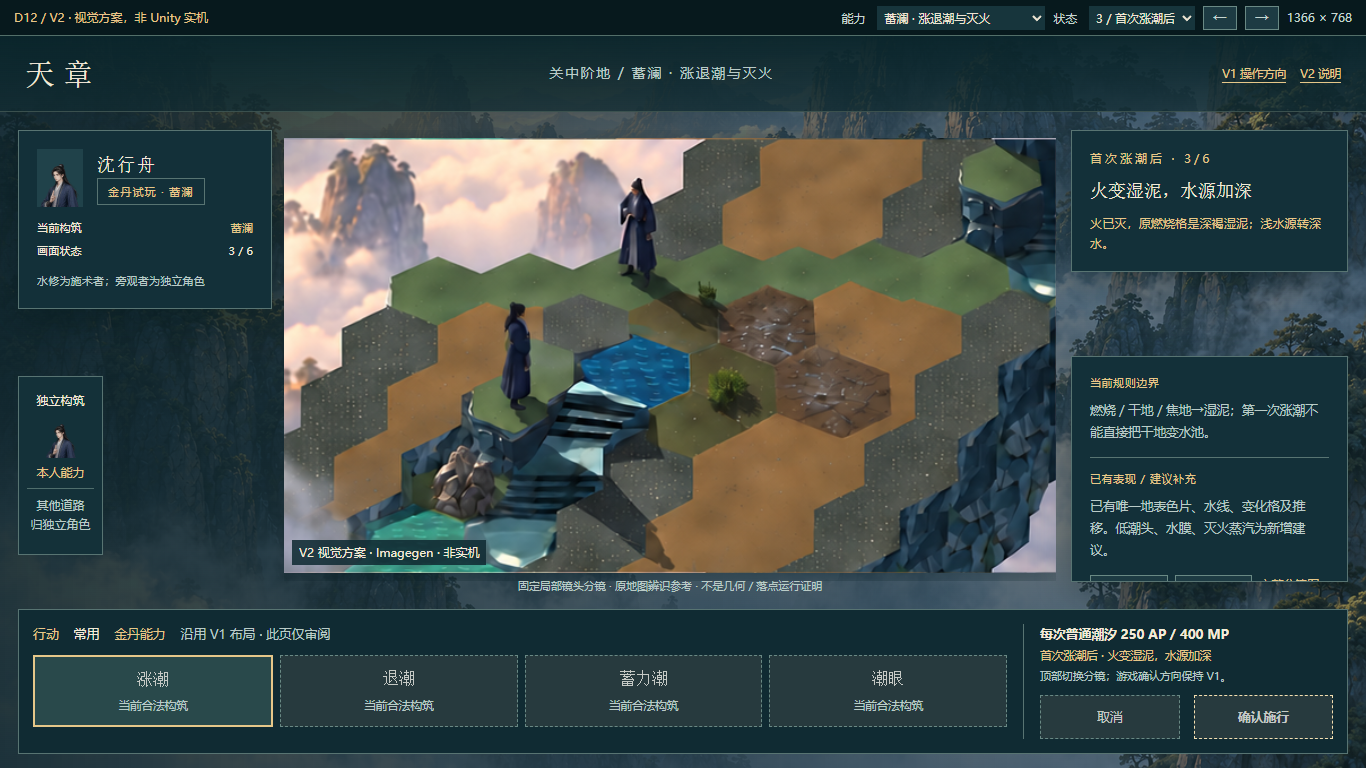 D12 / V2 · 视觉方案，非 Unity 实机
能力
蓄澜 · 涨退潮与灭火
状态
3 / 首次涨潮后
←
→
1366 × 768
天章
关中阶地 / 蓄澜 · 涨退潮与灭火
V1 操作方向
V2 说明
沈行舟
金丹试玩 · 蓄澜
当前构筑
蓄澜
画面状态
3 / 6
水修为施术者；旁观者为独立角色
独立构筑
本人能力
其他道路
归独立角色
V2 视觉方案 · Imagegen · 非实机
固定局部镜头分镜 · 原地图辨识参考 · 不是几何 / 落点运行证明
首次涨潮后 · 3 / 6
火变湿泥，水源加深
火已灭，原燃烧格是深褐湿泥；浅水源转深
水。
当前规则边界
燃烧 / 干地 / 焦地→湿泥；第一次涨潮不
能直接把干地变水池。
已有表现 / 建议补充
已有唯一地表色片、水线、变化格及推
移。低潮头、水膜、灭火蒸汽为新增建
议。
行动
常用
金丹能力
沿用 V1 布局 · 此页仅审阅
涨潮
当前合法构筑
退潮
当前合法构筑
蓄力潮
当前合法构筑
潮眼
当前合法构筑
每次普通潮汐 250 AP / 400 MP
首次涨潮后 · 火变湿泥，水源加深
顶部切换分镜；游戏确认方向保持 V1。
取消
确认施行